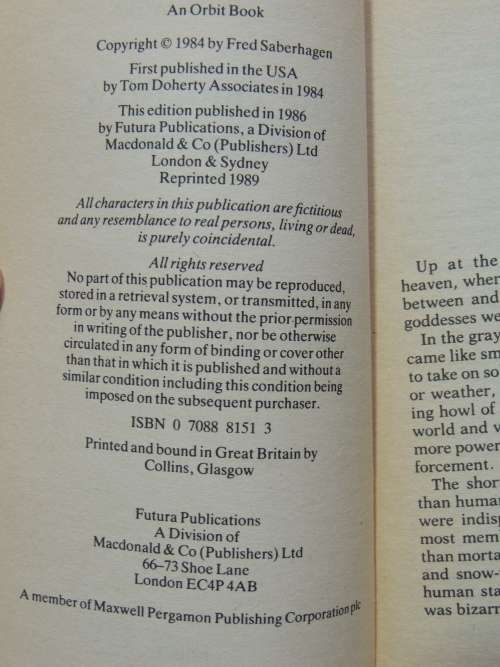 An Orbit Book
Copyright © 1984 by Fred Saberhagen
First published in the USA
by Tom Doherty Associates in 1984
This edition published in 1986
by Futura Publications, a Division of
Macdonald & Co (Publishers) Ltd
London & Sydney
Reprinted 1989
All characters in this publication are fictitious
and any resemblance to real persons, living or dead,
is purely coincidental.
All rights reserved
No part of this publication may be reproduced,
stored in a retrieval system, or transmitted, in any
form or by any means without the prior permission
in writing of the publisher, nor be otherwise
circulated in any form of binding or cover other
than that in which it is published and without a
similar condition including this condition being
imposed on the subsequent purchaser.
ISBN 0 7088 8151 3
Printed and bound in Great Britain by
Collins, Glasgow
Futura Publications
A Division of
Macdonald & Co (Publishers) Ltd
66–73 Shoe Lane
London EC4P 4AB
A member of Maxwell Pergamon Publishing Corporation plc
Up at the
heaven, wher
between and
goddesses we
In the gray
came like sm
to take on so
or weather,
ing howl of
world and v
more power
forcement.
The shor
than human
were indisp
most mem
than morta
and snow-
human sta
was bizarr